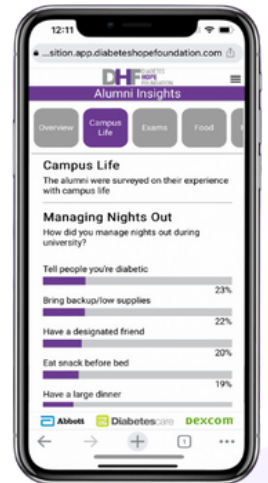 12:11
...sition.app.diabeteshopefoundation.com
DHF DIABETES
HOPE
FOUNDATION
Alumni Insights
Overview
Campus
Life
Exams
Food
Campus Life
The alumni were surveyed on their experience
with campus life
Managing Nights Out
How did you manage nights out during
university?
Tell people you're diabetic
23%
Bring backup/low supplies
22%
Have a designated friend
20%
Eat snack before bed
19%
Have a large dinner
Abbott
Diabetescare
Dexcom
1